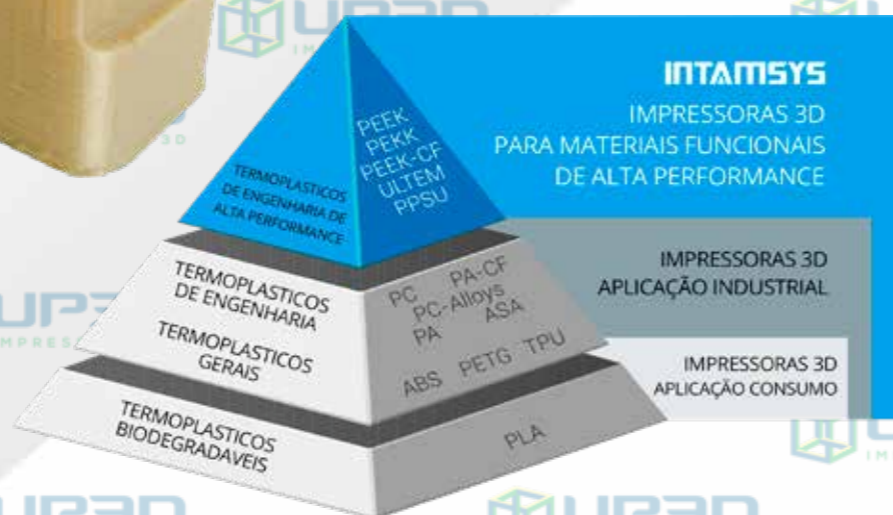 INTAMSYS
IMPRESSORAS 3D
PARA MATERIAIS FUNCIONAIS
DE ALTA PERFORMANCE
TERMOPLASTICOS
DE ENGENHARIA DE
ALTA PERFORMANCE
PEEK
PEKK
PEEK-CF
ULTEM
PPSU
IMPRESSORAS 3D
APLICAÇÃO INDUSTRIAL
TERMOPLASTICOS
DE ENGENHARIA
TERMOPLASTICOS
GERAIS
PC PA-CF
PC-Alloys
PA ASA
ABS PETG TPU
IMPRESSORAS 3D
APLICAÇÃO CONSUMO
TERMOPLASTICOS
BIODEGRADAVEIS
PLA
UP3D
UP3D